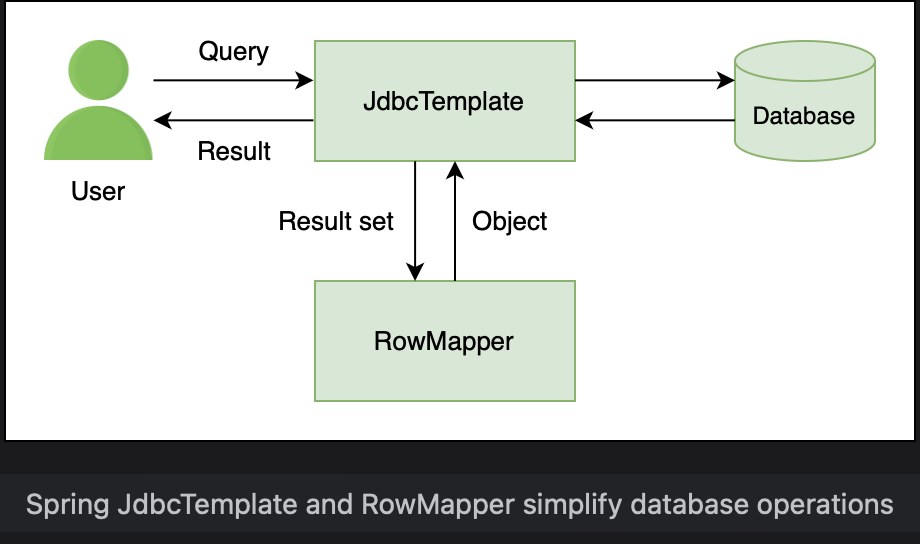 Query
JdbcTemplate
Database
Result
User
Result set
Object
RowMapper
Spring JdbcTemplate and RowMapper simplify database operations